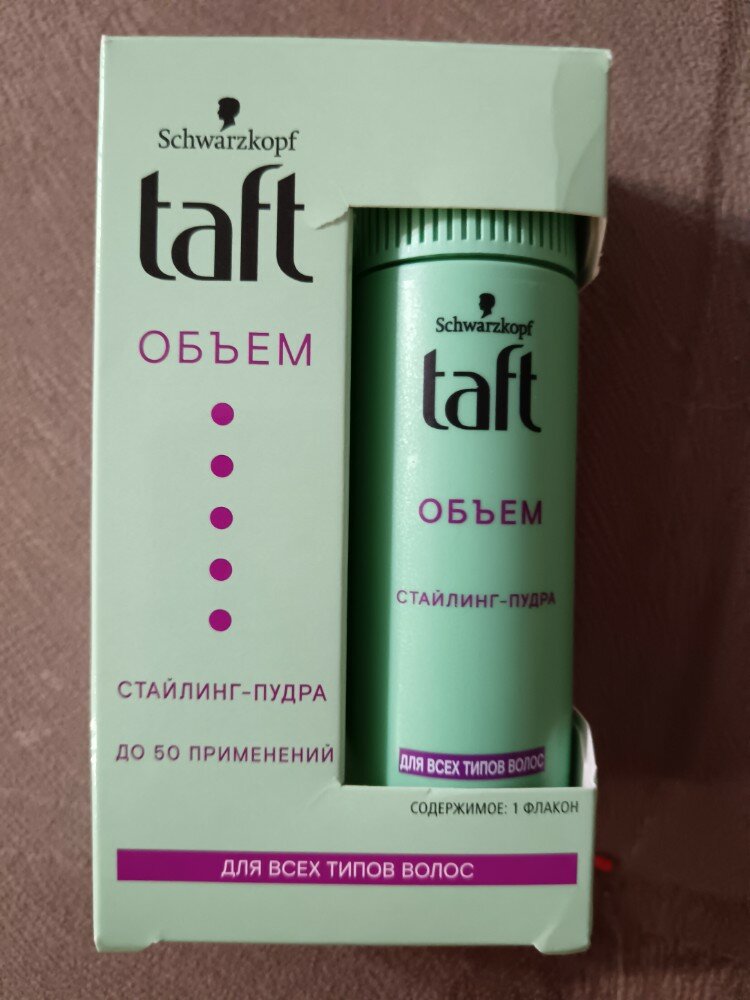 Schwarzkopf
taft
ОБЪЕМ
СТАЙЛИНГ-ПУДРА
ДО 50 ПРИМЕНЕНИЙ
Schwarzkopf
taft
ОБЪЕМ
СТАЙЛИНГ-ПУДРА
ДЛЯ ВСЕХ ТИПОВ ВОЛОС
СОДЕРЖИМОЕ: 1 ФЛАКОН
ДЛЯ ВСЕХ ТИПОВ ВОЛОС